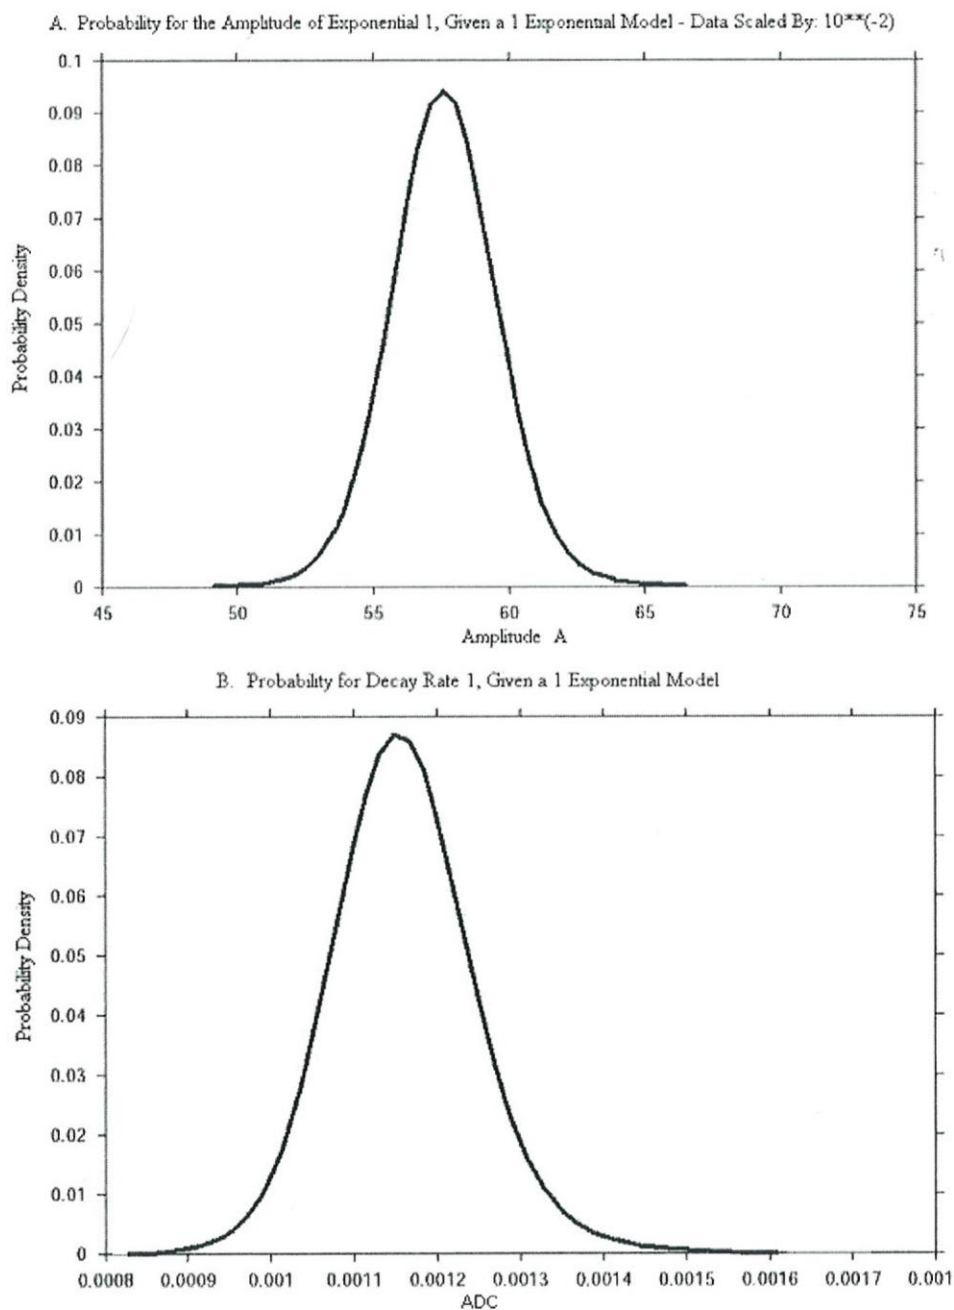 A. Probability for the Amplitude of Exponential 1, Given a 1 Exponential Model - Data Scaled By: 10**(-2)
0.1
0.09
0.08
0.07
0.06
0.05
0.04
0.03
0.02
0.01
0
Probability Density
45 50 55 60 65 70 75
Amplitude A
B. Probability for Decay Rate 1, Given a 1 Exponential Model
0.09
0.08
0.07
0.06
0.05
0.04
0.03
0.02
0.01
0
Probability Density
0.0008 0.0009 0.001 0.0011 0.0012 0.0013 0.0014 0.0015 0.0016 0.0017 0.001
ADC